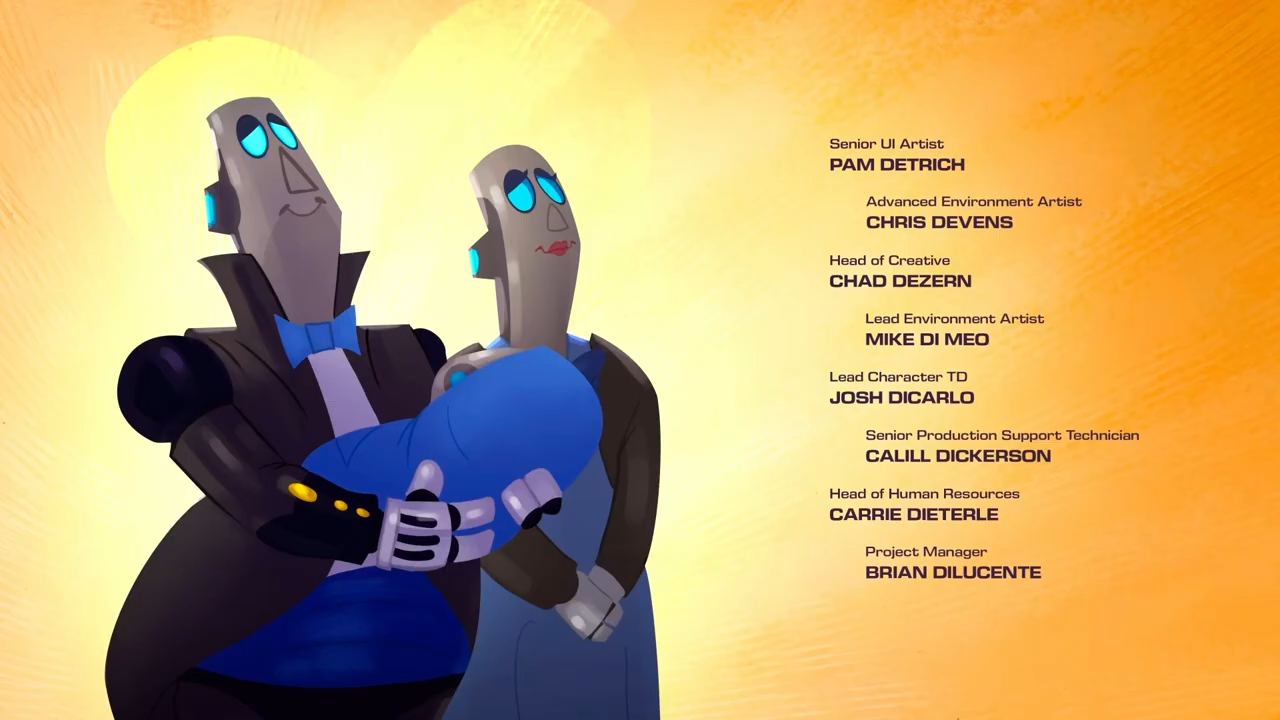 Senior UI Artist
PAM DETRICH
Advanced Environment Artist
CHRIS DEVENS
Head of Creative
CHAD DEZERN
Lead Environment Artist
MIKE DI MEO
Lead Character TD
JOSH DICARLO
Senior Production Support Technician
CALILL DICKERSON
Head of Human Resources
CARRIE DIETERLE
Project Manager
BRIAN DILUCENTE